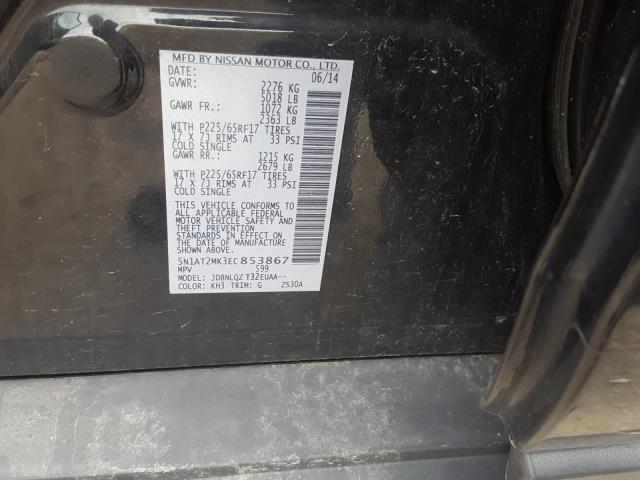 MFD BY NISSAN MOTOR CO., LTD.
DATE: 06/14
GVWR: 2276 KG
5018 LB
GAWR FR: 1072 KG
2363 LB
WITH P225/65RF17 TIRES
17 X 7J RIMS AT 33 PSI
COLD SINGLE
GAWR RR: 1215 KG
2679 LB
WITH P225/65RF17 TIRES
17 X 7J RIMS AT 33 PSI
COLD SINGLE
THIS VEHICLE CONFORMS TO
ALL APPLICABLE FEDERAL
MOTOR VEHICLE SAFETY AND
THEFT PREVENTION
STANDARDS IN EFFECT ON
THE DATE OF MANUFACTURE
SHOWN ABOVE.
5N1AT2MK3EC853867
MPV 599
MODEL: JDBNLQZ T32EUAA--
COLOR: KH3 TRIM: G ZS30A